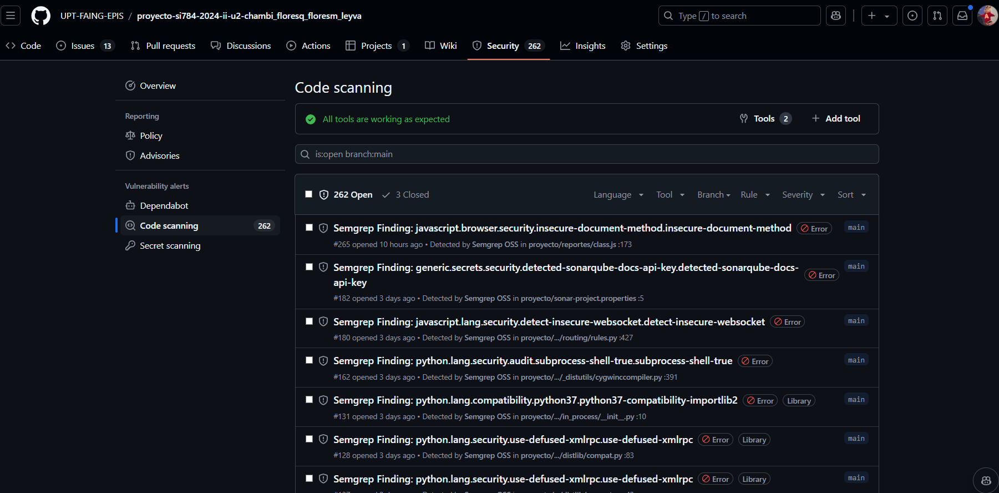 UPT-FAING-EPIS / proyecto-si784-2024-ii-u2-chambi_floresq_floresm_leyva
Type / to search
Code
Issues 13
Pull requests
Discussions
Actions
Projects 1
Wiki
Security 262
Insights
Settings
Overview
Reporting
Policy
Advisories
Vulnerability alerts
Dependabot
Code scanning 262
Secret scanning
Code scanning
All tools are working as expected
Tools 2
Add tool
is:open branch:main
262 Open
3 Closed
Language
Tool
Branch
Rule
Severity
Sort
Semgrep Finding: javascript.browser.security.insecure-document-method.insecure-document-method Error main
#265 opened 10 hours ago • Detected by Semgrep OSS in proyecto/reportes/class.js :173
Semgrep Finding: generic.secrets.security.detected-sonarqube-docs-api-key.detected-sonarqube-docs-
api-key Error main
#182 opened 3 days ago • Detected by Semgrep OSS in proyecto/sonar-project.properties :5
Semgrep Finding: javascript.lang.security.detect-insecure-websocket.detect-insecure-websocket Error main
#180 opened 3 days ago • Detected by Semgrep OSS in proyecto/.../routing/rules.py :427
Semgrep Finding: python.lang.security.audit.subprocess-shell-true.subprocess-shell-true Error main
#162 opened 3 days ago • Detected by Semgrep OSS in proyecto/.../_distutils/cygwinccompiler.py :391
Semgrep Finding: python.lang.compatibility.python37.python37-compatibility-importlib2 Error Library main
#131 opened 3 days ago • Detected by Semgrep OSS in proyecto/.../in_process/__init__.py :10
Semgrep Finding: python.lang.security.use-defused-xmlrpc.use-defused-xmlrpc Error Library main
#128 opened 3 days ago • Detected by Semgrep OSS in proyecto/.../distlib/compat.py :83
Semgrep Finding: python.lang.security.use-defused-xmlrpc.use-defused-xmlrpc Error Library main